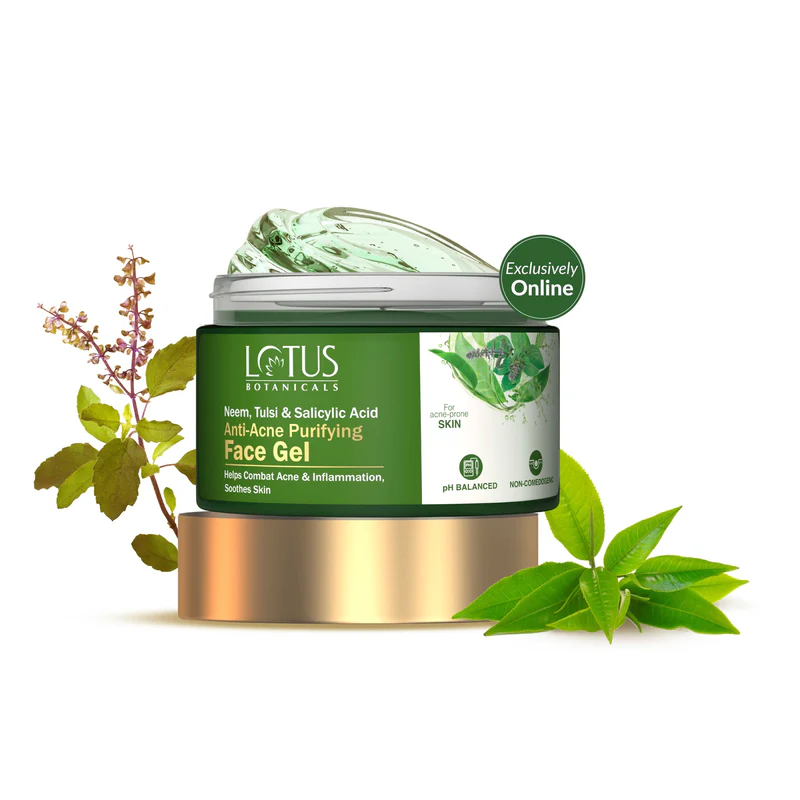 Exclusively
Online
LOTUS
BOTANICALS
Neem, Tulsi & Salicylic Acid
Anti-Acne Purifying
Face Gel
Helps Combat Acne & Inflammation,
Soothes Skin
For
acne-prone
SKIN
pH BALANCED
NON-COMEDOGENIC